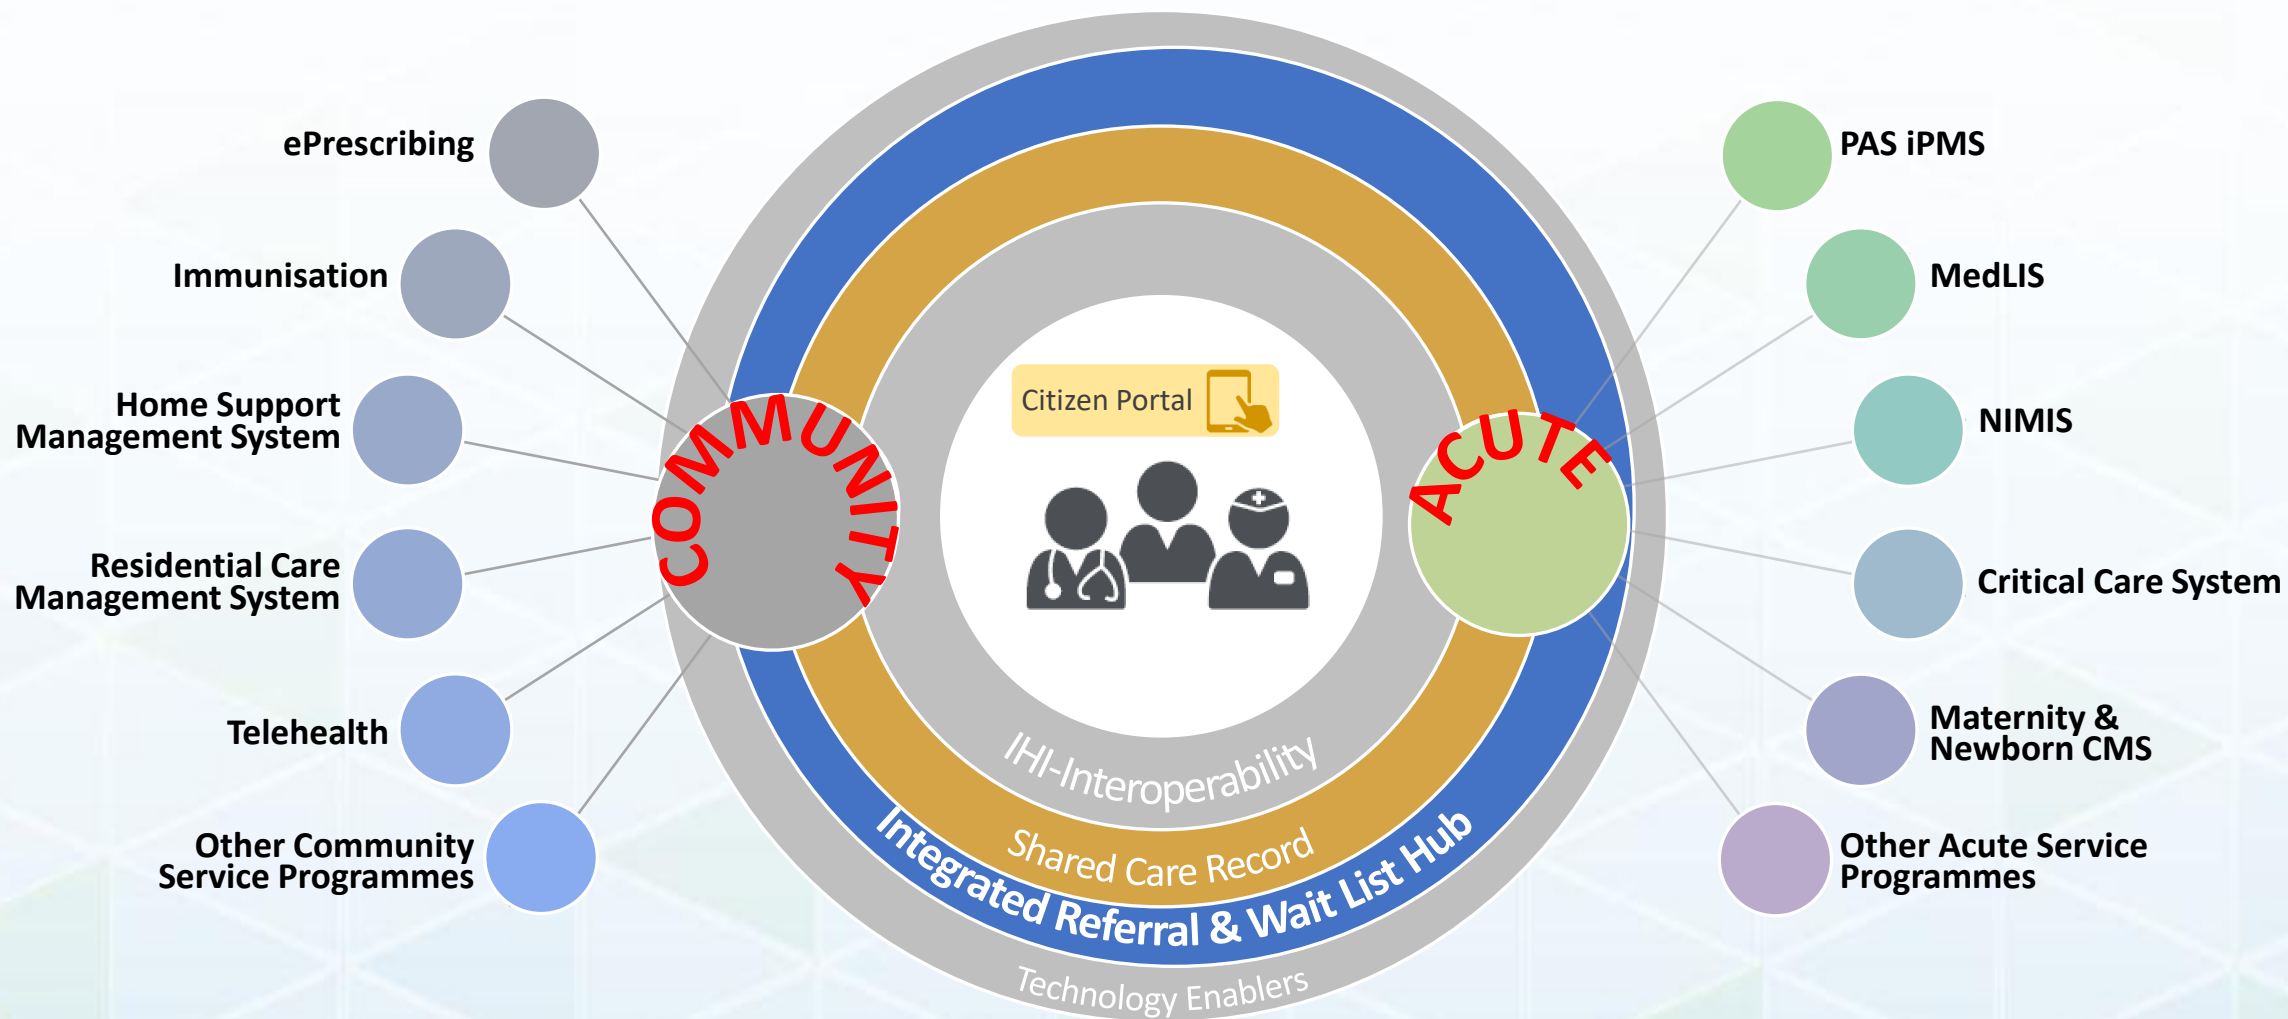 ePrescribing
Immunisation
Home Support
Management System
Residential Care
Management System
Telehealth
Other Community
Service Programmes
COMMUNITY
Citizen Portal
IHI-Interoperability
Shared Care Record
Integrated Referral & Wait List Hub
Technology Enablers
ACUTE
PAS iPMS
MedLIS
NIMIS
Critical Care System
Maternity &
Newborn CMS
Other Acute Service
Programmes